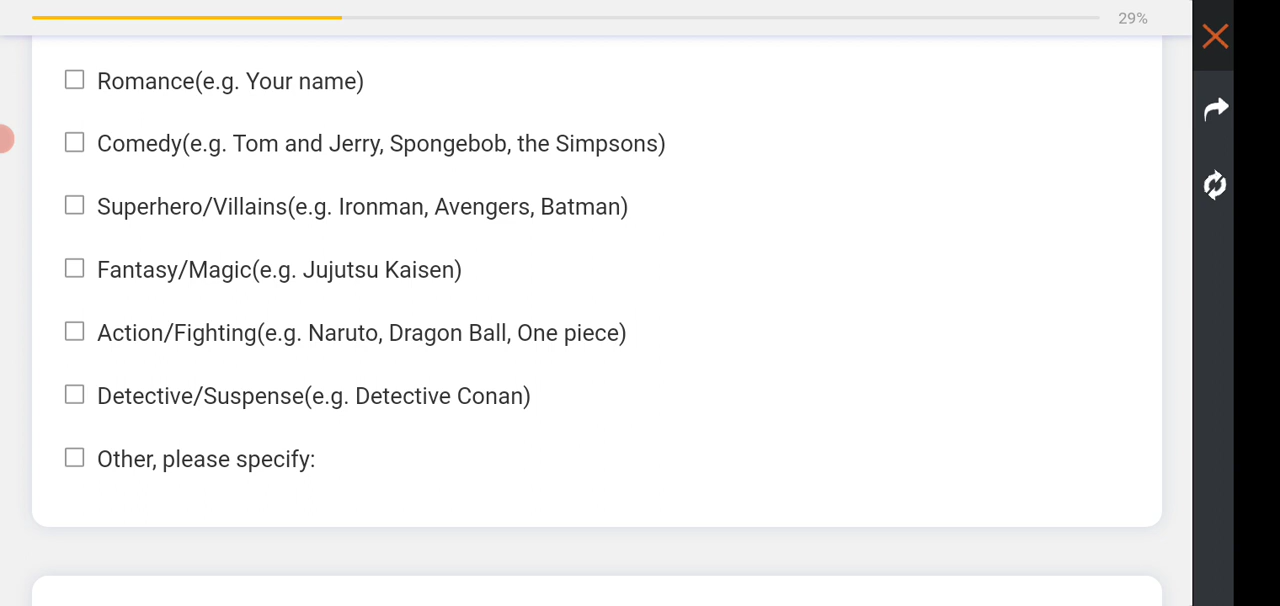 29%
Romance(e.g. Your name)
Comedy(e.g. Tom and Jerry, Spongebob, the Simpsons)
Superhero/Villains(e.g. Ironman, Avengers, Batman)
Fantasy/Magic(e.g. Jujutsu Kaisen)
Action/Fighting(e.g. Naruto, Dragon Ball, One piece)
Detective/Suspense(e.g. Detective Conan)
Other, please specify: